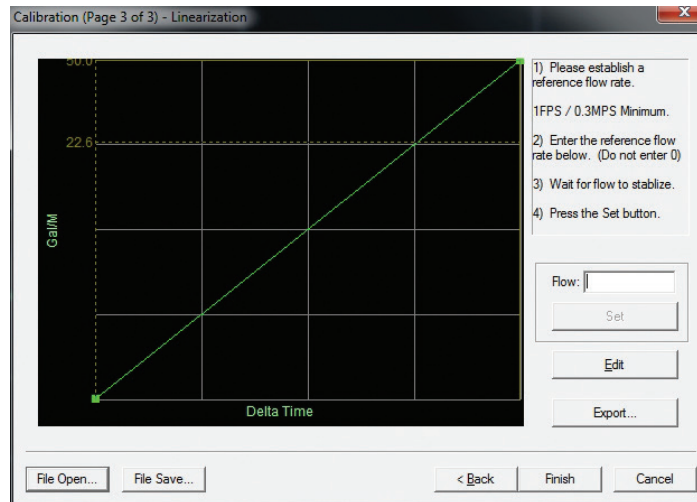 Calibration (Page 3 of 3) - Linearization
X
50.0
22.6
Gal/M
Delta Time
1) Please establish a
reference flow rate.
1FPS / 0.3MPS Minimum.
2) Enter the reference flow
rate below. (Do not enter 0)
3) Wait for flow to stablize.
4) Press the Set button.
Flow:
Set
Edit
Export...
File Open...
File Save...
< Back
Finish
Cancel